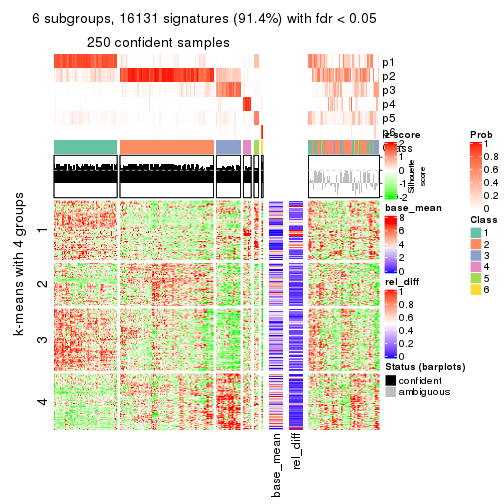 6 subgroups, 16131 signatures (91.4%) with fdr < 0.05
250 confident samples
p1
p2
p3
p4
p5
p6
Class
z_score
2
1
0
-1
-2
Silhouette
score
base_mean
8
6
4
2
0
rel_diff
1
0.8
0.6
0.4
0.2
0
Status (barplots)
confident
ambiguous
Prob
1
0.8
0.6
0.4
0.2
0
Class
1
2
3
4
5
6
k-means with 4 groups
1
2
3
4
base_mean
rel_diff